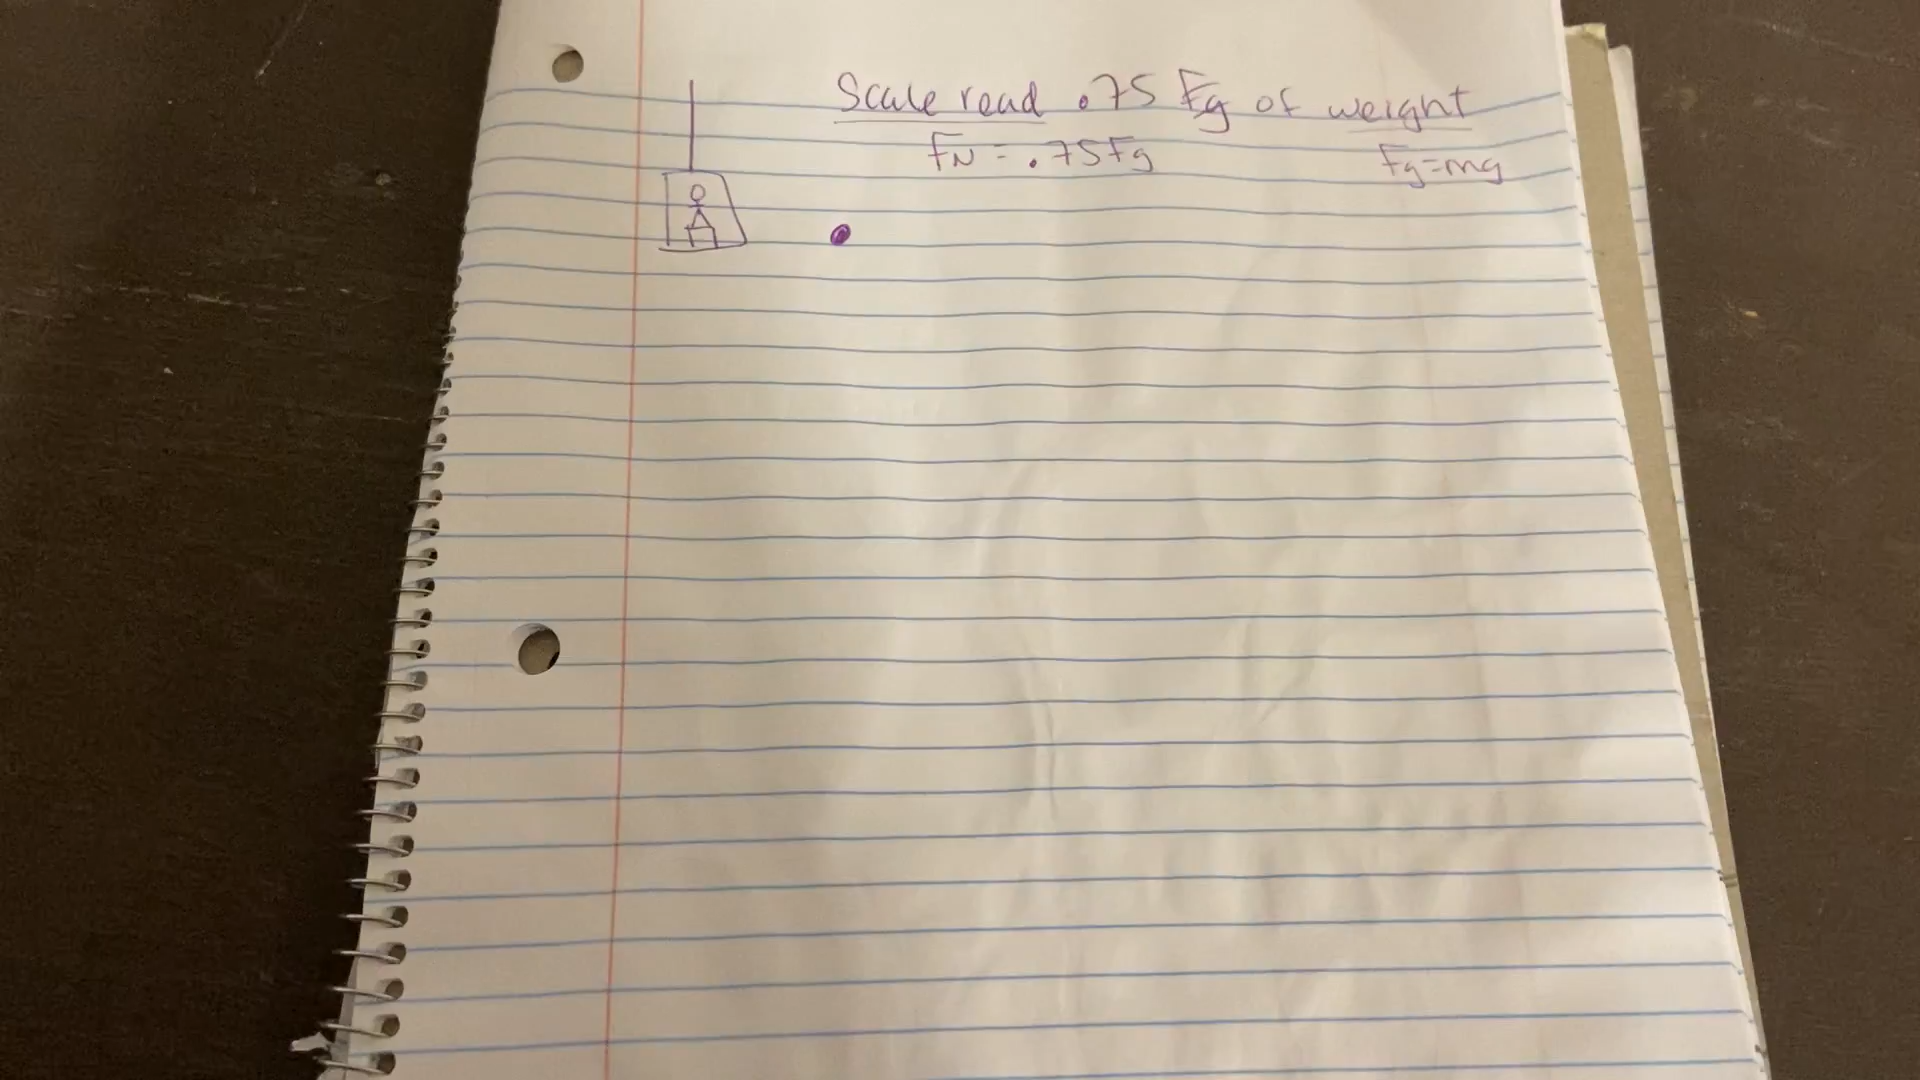 Scale read .75 Fg of weight
FN = .75Fg
Fg=mg